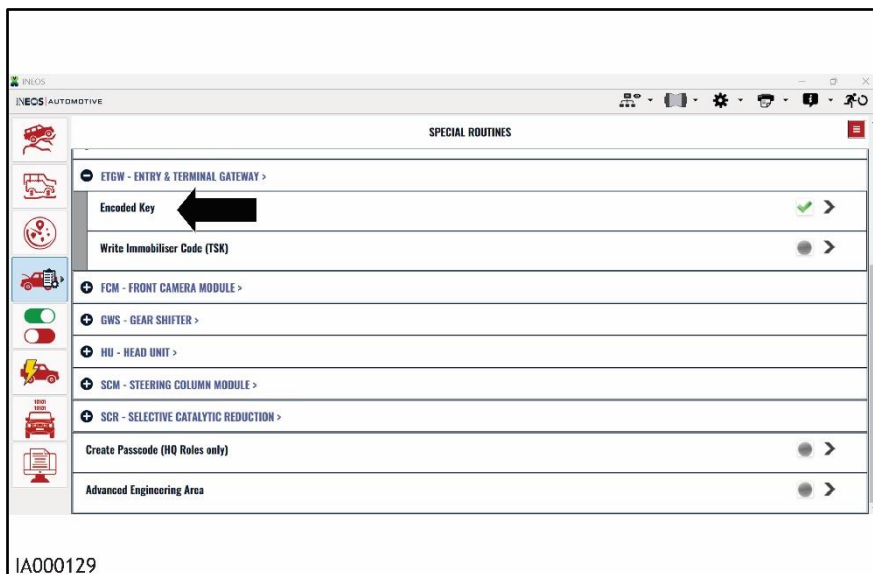 INEOS
INEOS AUTOMOTIVE
SPECIAL ROUTINES
ETGW - ENTRY & TERMINAL GATEWAY >
Encoded Key
Write Immobiliser Code (TSK)
FCM - FRONT CAMERA MODULE >
GWS - GEAR SHIFTER >
HU - HEAD UNIT >
SCM - STEERING COLUMN MODULE >
SCR - SELECTIVE CATALYTIC REDUCTION >
Create Passcode (HQ Roles only)
Advanced Engineering Area
IA000129